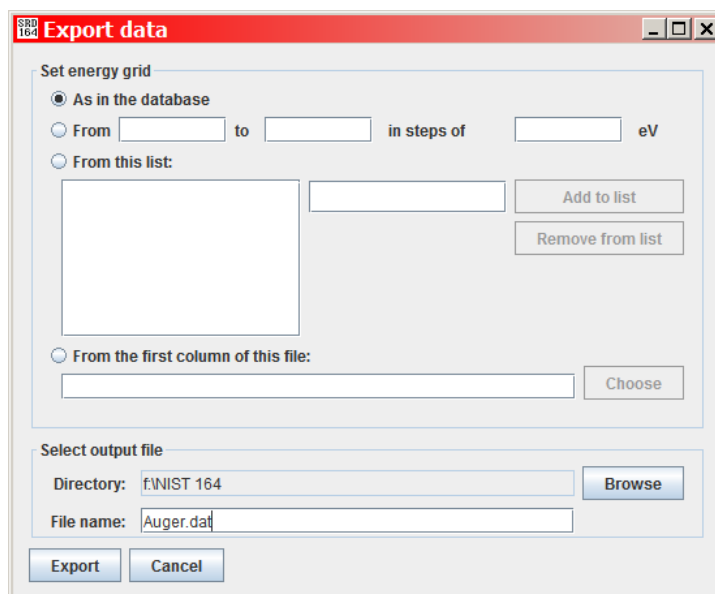 SRD
164
Export data
Set energy grid
As in the database
From to in steps of eV
From this list:
Add to list
Remove from list
From the first column of this file:
Choose
Select output file
Directory: f:\NIST 164 Browse
File name: Auger.dat
Export Cancel